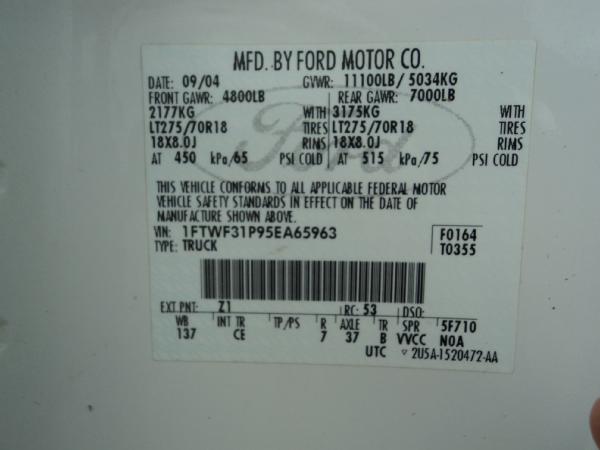 MFD. BY FORD MOTOR CO.
DATE: 09/04 GVWR: 11100LB/ 5034KG
FRONT GAWR: 4800LB REAR GAWR: 7000LB
2177KG WITH 3175KG WITH
LT275/70R18 TIRES LT275/70R18 TIRES
18X8.0J RIMS 18X8.0J RIMS
AT 450 kPa/65 PSI COLD AT 515 kPa/75 PSI COLD
THIS VEHICLE CONFORMS TO ALL APPLICABLE FEDERAL MOTOR
VEHICLE SAFETY STANDARDS IN EFFECT ON THE DATE OF
MANUFACTURE SHOWN ABOVE.
VIN: 1FTWF31P95EA65963 F0164
TYPE: TRUCK T0355
EXT PNT: Z1 RC: 53 DSO:
WB INT TR TP/PS R AXLE TR SPR 5F710
137 CE 7 37 B VVCC NOA
UTC 2U5A-1520472-AA
Ford